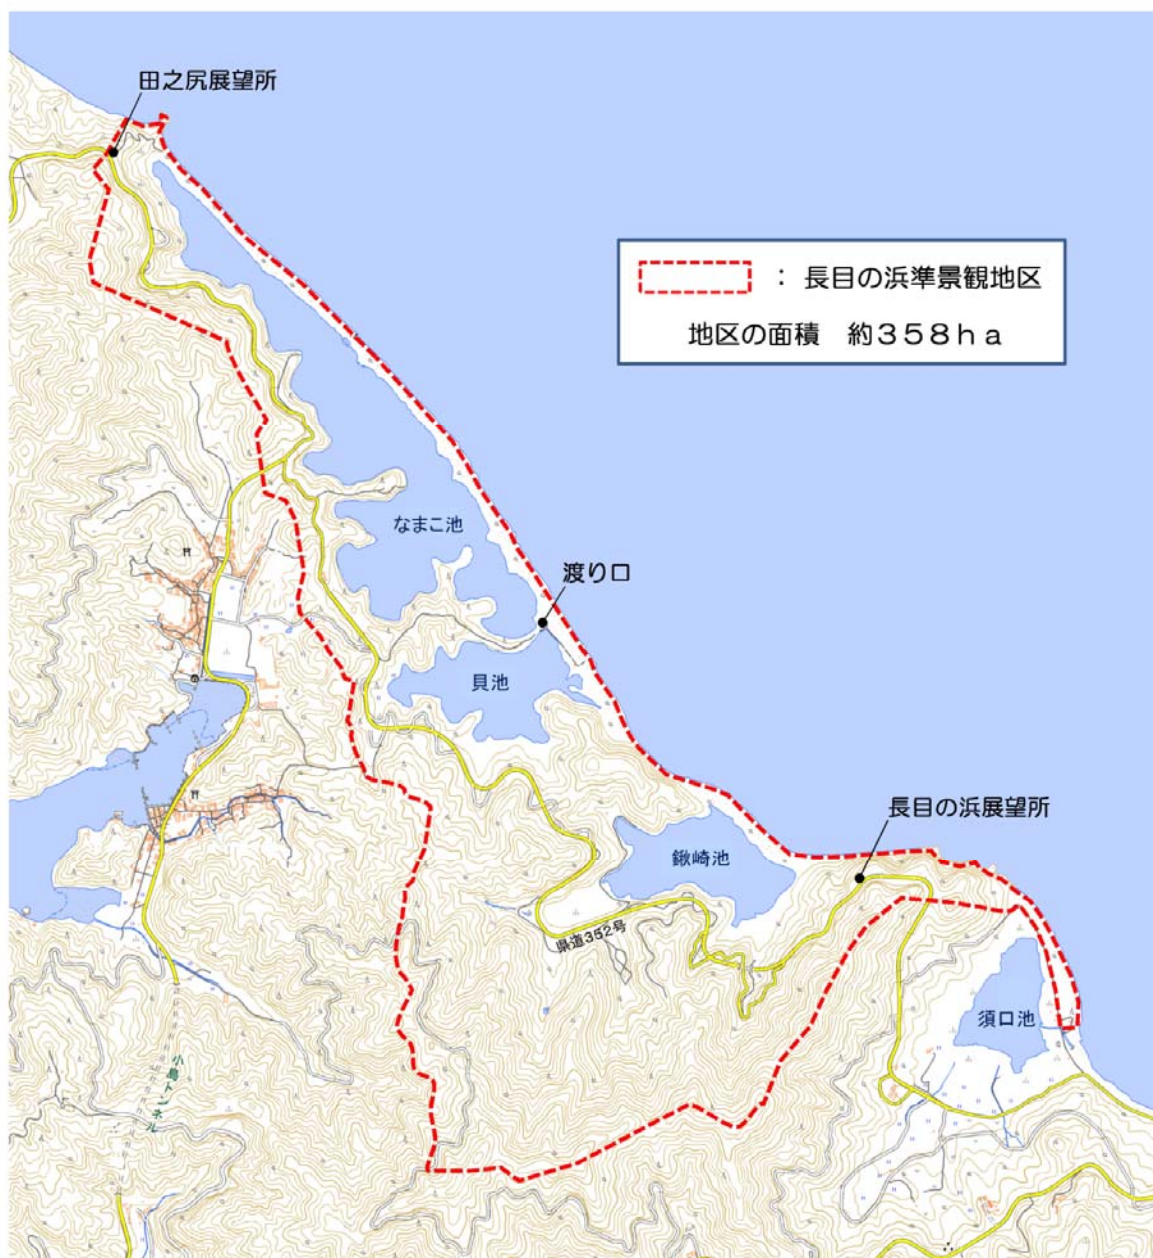 田之尻展望所
：長目の浜準景観地区
地区の面積　約３５８ｈａ
なまこ池
渡り口
貝池
長目の浜展望所
鍬崎池
県道352号
須口池
小島トンネル